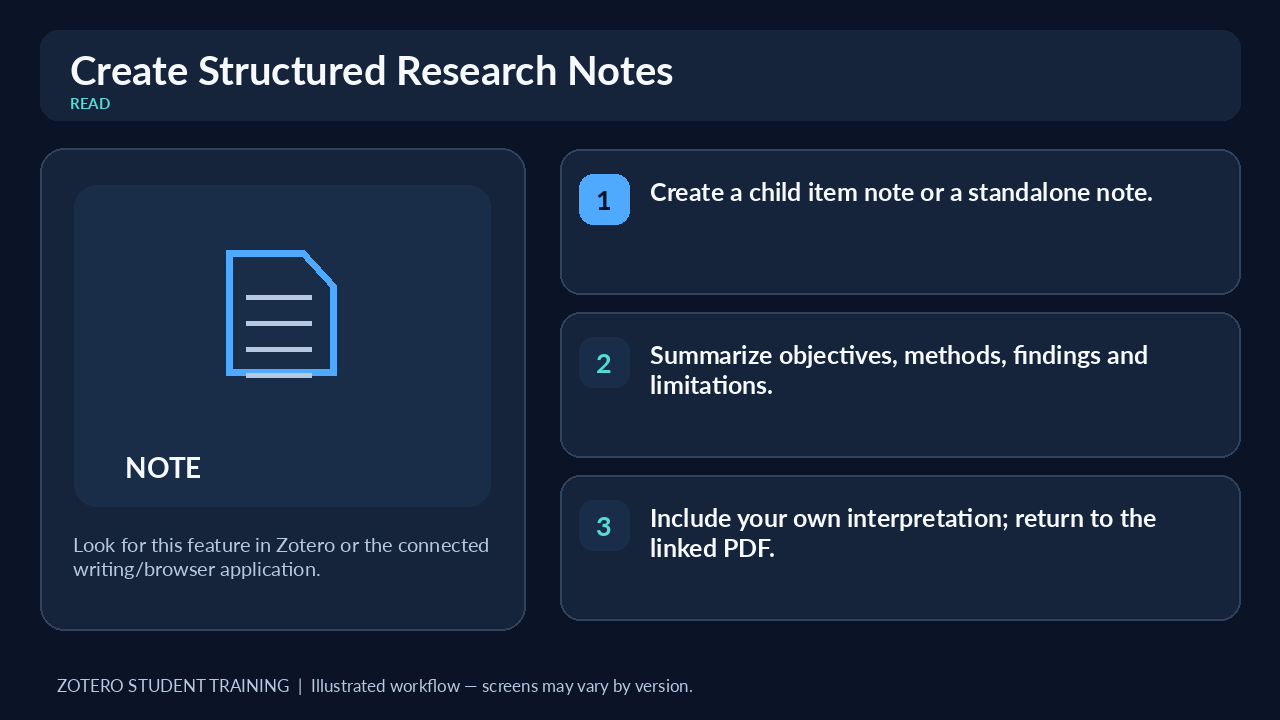 Create Structured Research Notes
READ
NOTE
Look for this feature in Zotero or the connected
writing/browser application.
1
Create a child item note or a standalone note.
2
Summarize objectives, methods, findings and
limitations.
3
Include your own interpretation; return to the
linked PDF.
ZOTERO STUDENT TRAINING | Illustrated workflow — screens may vary by version.